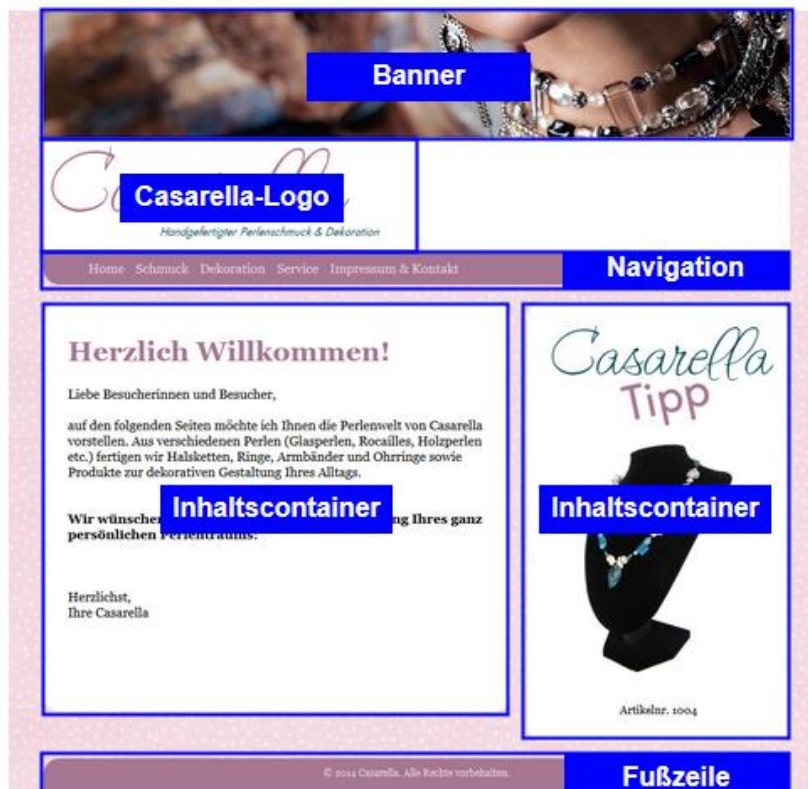 Banner
C
Casarella-Logo
Handgefertigter Perlenschmuck & Dekoration
Home Schmuck Dekoration Service Impressum & Kontakt
Navigation
Herzlich Willkommen!
Liebe Besucherinnen und Besucher,
auf den folgenden Seiten möchte ich Ihnen die Perlenwelt von Casarella
vorstellen. Aus verschiedenen Perlen (Glasperlen, Rocailles, Holzperlen
etc.) fertigen wir Halsketten, Ringe, Armbänder und Ohrringe sowie
Produkte zur dekorativen Gestaltung Ihres Alltags.
Inhaltscontainer
Wir Ihres ganz
persönlichen
Herzlichst,
Ihre Casarella
Casarella
Tipp
Inhaltscontainer
Artikelnr. 1004
© 2014 Casarella. Alle Rechte vorbehalten.
Fußzeile